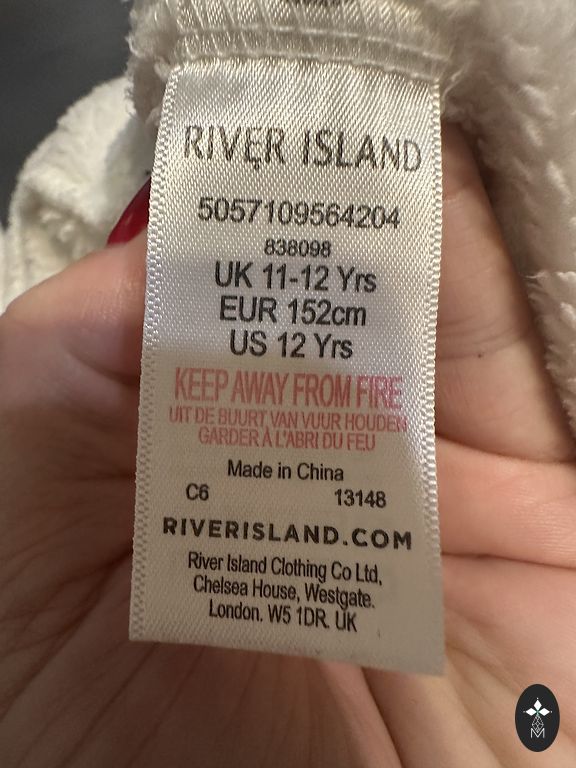 RIVER ISLAND
5057109564204
838098
UK 11-12 Yrs
EUR 152cm
US 12 Yrs
KEEP AWAY FROM FIRE
UIT DE BUURT VAN VUUR HOUDEN
GARDER À L'ABRI DU FEU
Made in China
C6 13148
RIVERISLAND.COM
River Island Clothing Co Ltd,
Chelsea House, Westgate.
London. W5 1DR. UK
M